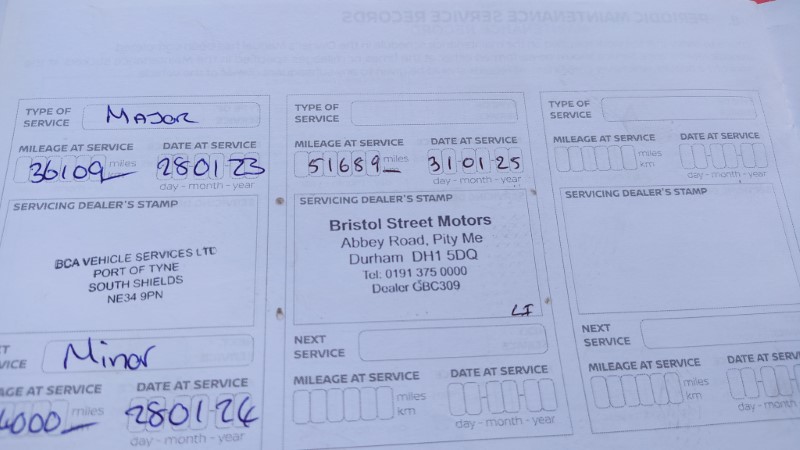 TYPE OF
SERVICE
Major
MILEAGE AT SERVICE
36109 miles
DATE AT SERVICE
280123
day - month - year
SERVICING DEALER'S STAMP
BCA VEHICLE SERVICES LTD
PORT OF TYNE
SOUTH SHIELDS
NE34 9PN
Minor
AT SERVICE
miles
DATE AT SERVICE
280124
day - month - year
TYPE OF
SERVICE
MILEAGE AT SERVICE
51689 miles
DATE AT SERVICE
31-01-25
day - month - year
SERVICING DEALER'S STAMP
Bristol Street Motors
Abbey Road, Pity Me
Durham DH1 5DQ
Tel: 0191 375 0000
Dealer GBC309
NEXT
SERVICE
MILEAGE AT SERVICE
miles
km
DATE AT SERVICE
day - month - year
TYPE OF
SERVICE
MILEAGE AT SERVICE
miles
km
DATE AT SERVICE
day - month - year
SERVICING DEALER'S STAMP
NEXT
SERVICE
MILEAGE AT SERVICE
miles
km
DATE AT SERV
day - month